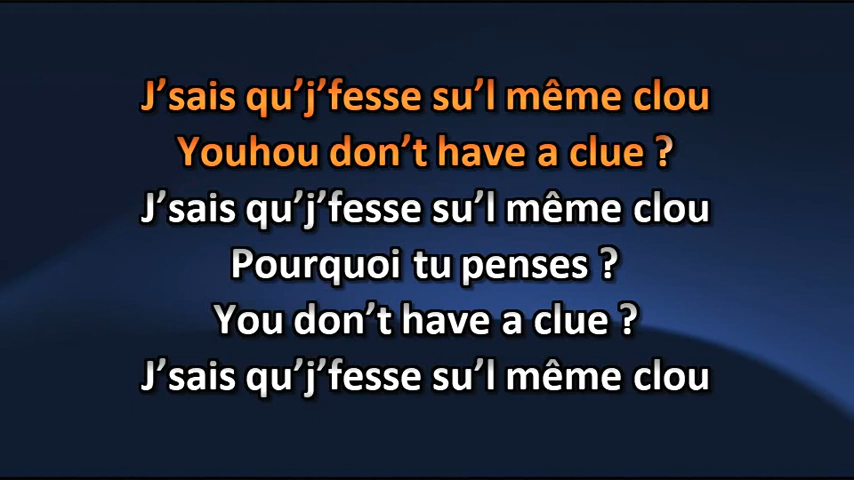 J’sais qu’j’fesse su’l même clou
Youhou don’t have a clue ?
J’sais qu’j’fesse su’l même clou
Pourquoi tu penses ?
You don’t have a clue ?
J’sais qu’j’fesse su’l même clou